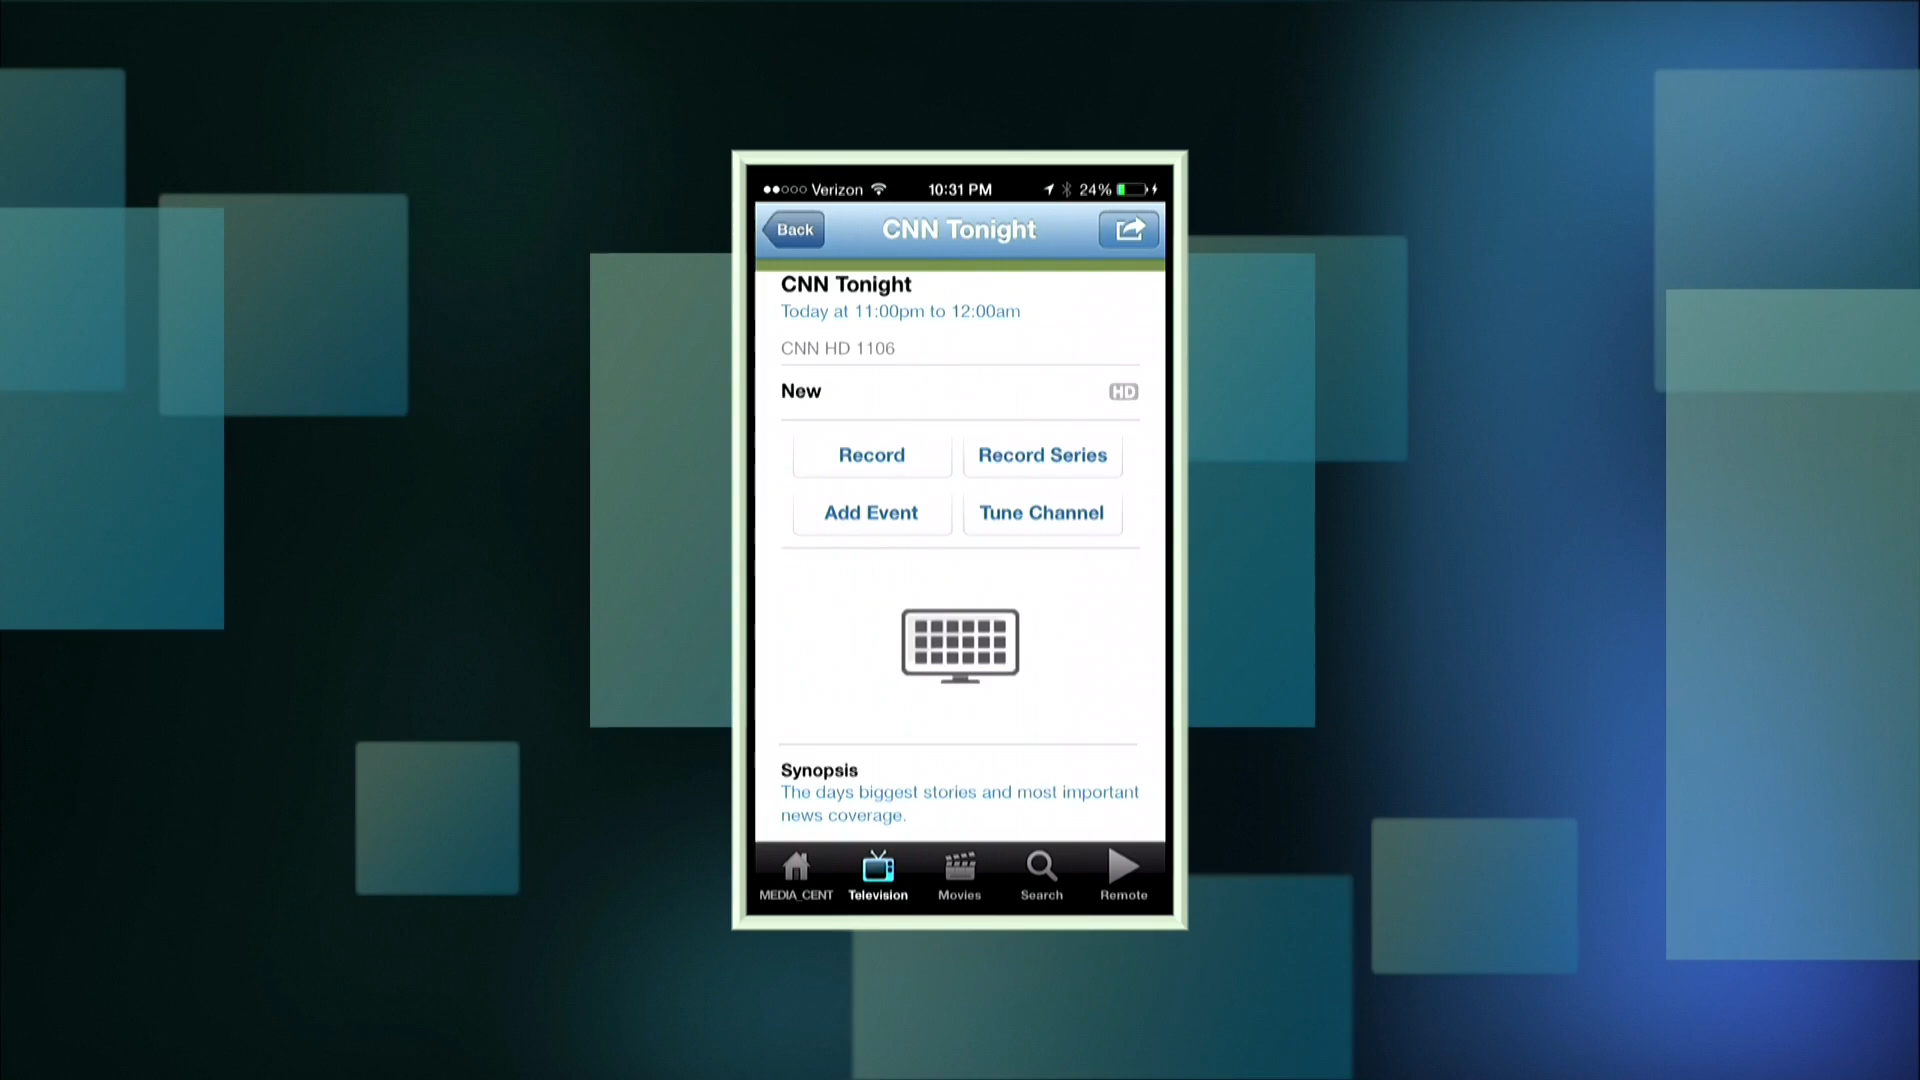 Verizon 10:31 PM 24%
Back CNN Tonight
CNN Tonight
Today at 11:00pm to 12:00am
CNN HD 1106
New HD
Record Record Series
Add Event Tune Channel
Synopsis
The days biggest stories and most important
news coverage.
MEDIA_CENT Television Movies Search Remote